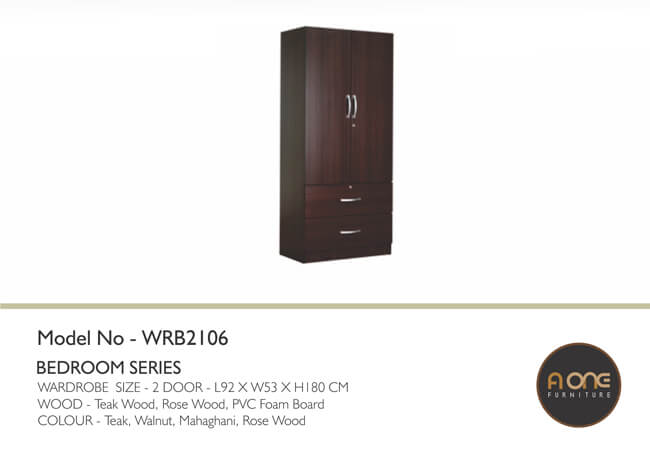 Model No - WRB2106
BEDROOM SERIES
WARDROBE SIZE - 2 DOOR - L92 X W53 X H180 CM
WOOD - Teak Wood, Rose Wood, PVC Foam Board
COLOUR - Teak, Walnut, Mahaghani, Rose Wood
A ONE
FURNITURE